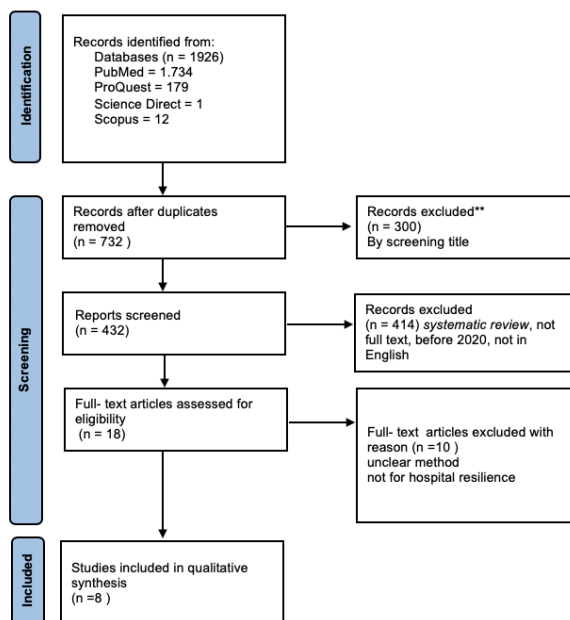 Identification
Records identified from:
Databases (n = 1926)
PubMed = 1.734
ProQuest = 179
Science Direct = 1
Scopus = 12
Screening
Records after duplicates
removed
(n = 732 )
Records excluded**
(n = 300)
By screening title
Reports screened
(n = 432)
Records excluded
(n = 414) systematic review, not
full text, before 2020, not in
English
Full- text articles assessed for
eligibility
(n = 18)
Full- text articles excluded with
reason (n =10 )
unclear method
not for hospital resilience
Included
Studies included in qualitative
synthesis
(n =8 )